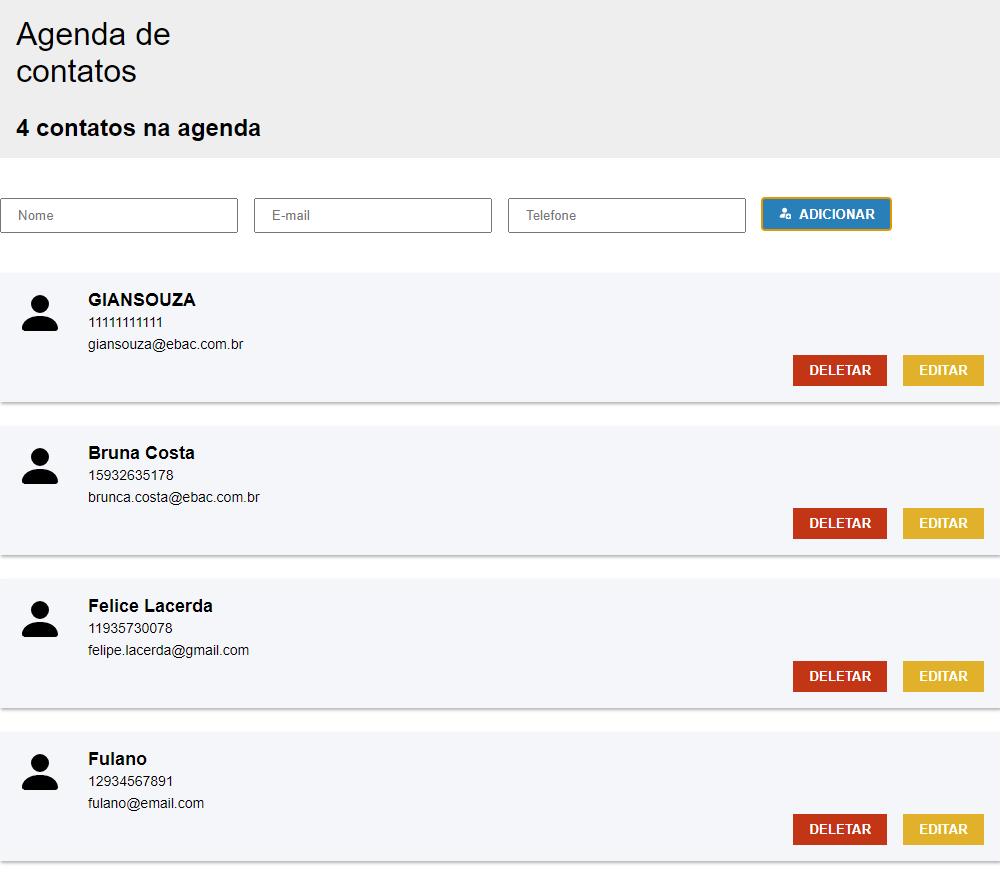 Agenda de
contatos
4 contatos na agenda
Nome E-mail Telefone ADICIONAR
GIANSOUZA
11111111111
giansouza@ebac.com.br
DELETAR EDITAR
Bruna Costa
15932635178
brunca.costa@ebac.com.br
DELETAR EDITAR
Felice Lacerda
11935730078
felipe.lacerda@gmail.com
DELETAR EDITAR
Fulano
12934567891
fulano@email.com
DELETAR EDITAR